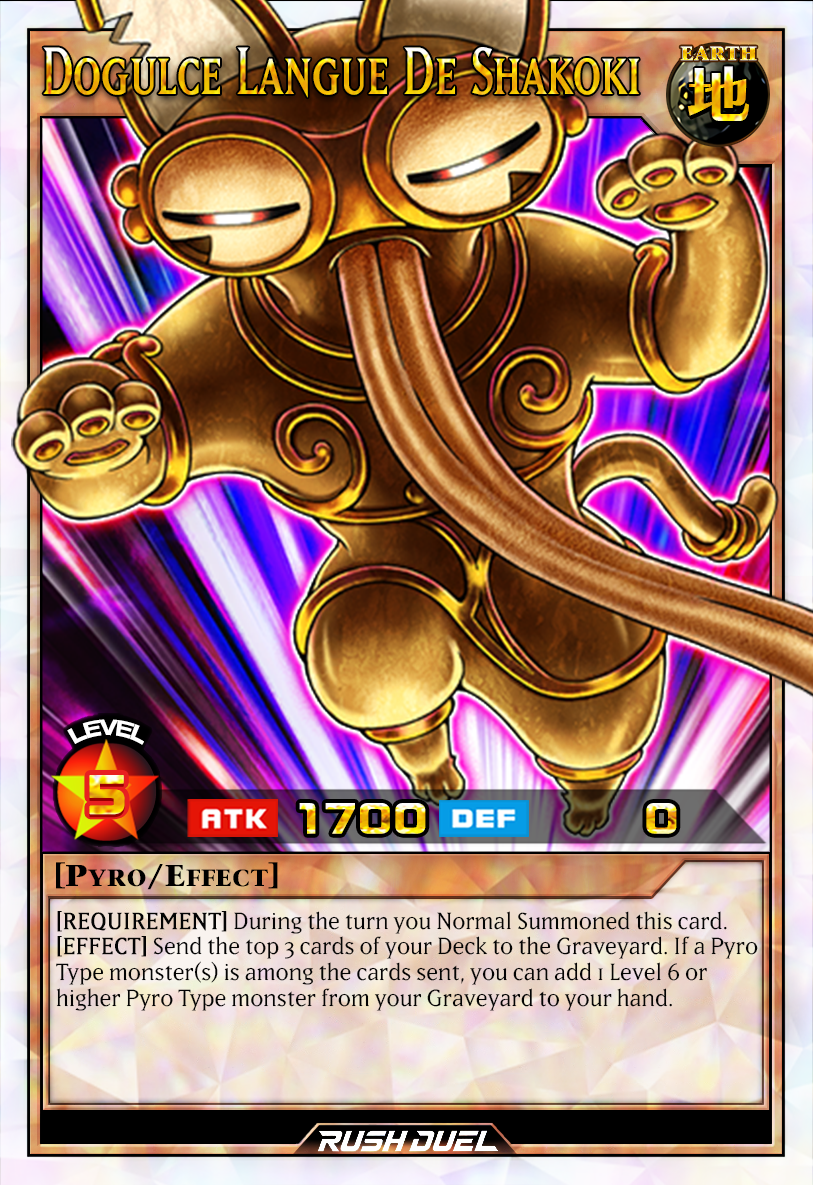 Dogulce Langue De Shakoki
EARTH
地
LEVEL
5
ATK 1700 DEF 0
[Pyro/Effect]
[REQUIREMENT] During the turn you Normal Summoned this card.
[EFFECT] Send the top 3 cards of your Deck to the Graveyard. If a Pyro
Type monster(s) is among the cards sent, you can add 1 Level 6 or
higher Pyro Type monster from your Graveyard to your hand.
RUSH DUEL